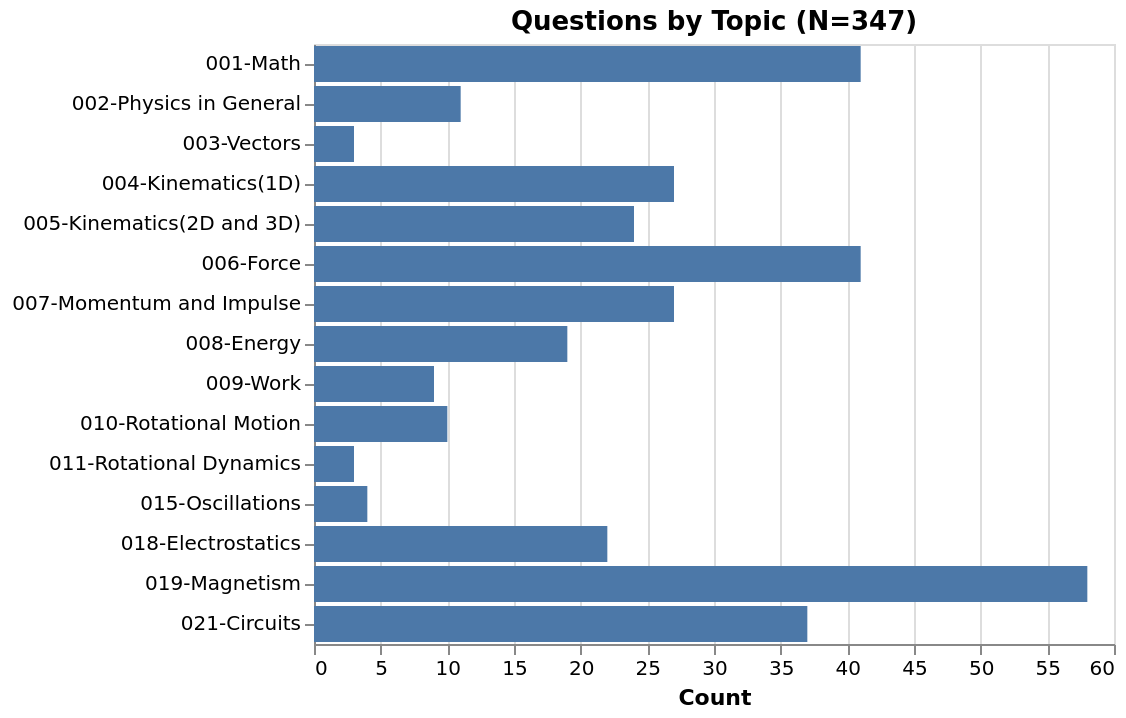 Questions by Topic (N=347)
001-Math
002-Physics in General
003-Vectors
004-Kinematics(1D)
005-Kinematics(2D and 3D)
006-Force
007-Momentum and Impulse
008-Energy
009-Work
010-Rotational Motion
011-Rotational Dynamics
015-Oscillations
018-Electrostatics
019-Magnetism
021-Circuits
0 5 10 15 20 25 30 35 40 45 50 55 60
Count